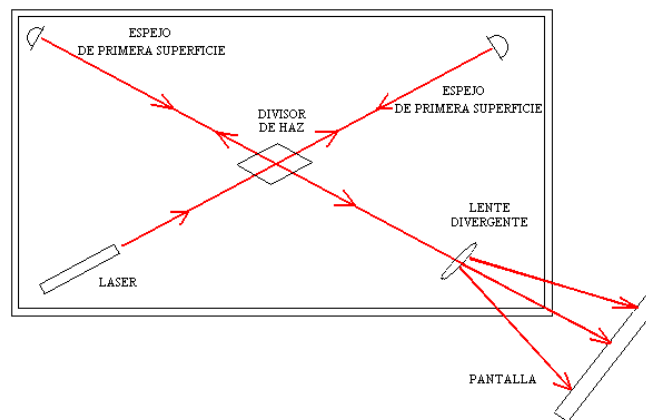 ESPEJO
DE PRIMERA SUPERFICIE
ESPEJO
DE PRIMERA SUPERFICIE
DIVISOR
DE HAZ
LENTE
DIVERGENTE
LASER
PANTALLA